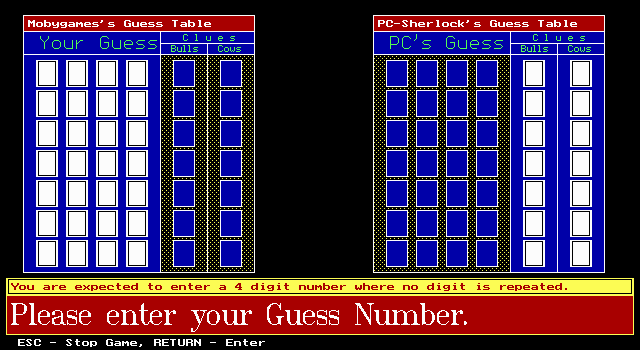 Mobygames's Guess Table
Your Guess
Clues
Bulls Cows
PC-Sherlock's Guess Table
PC's Guess
Clues
Bulls Cows
You are expected to enter a 4 digit number where no digit is repeated.
Please enter your Guess Number.
ESC - Stop Game, RETURN - Enter